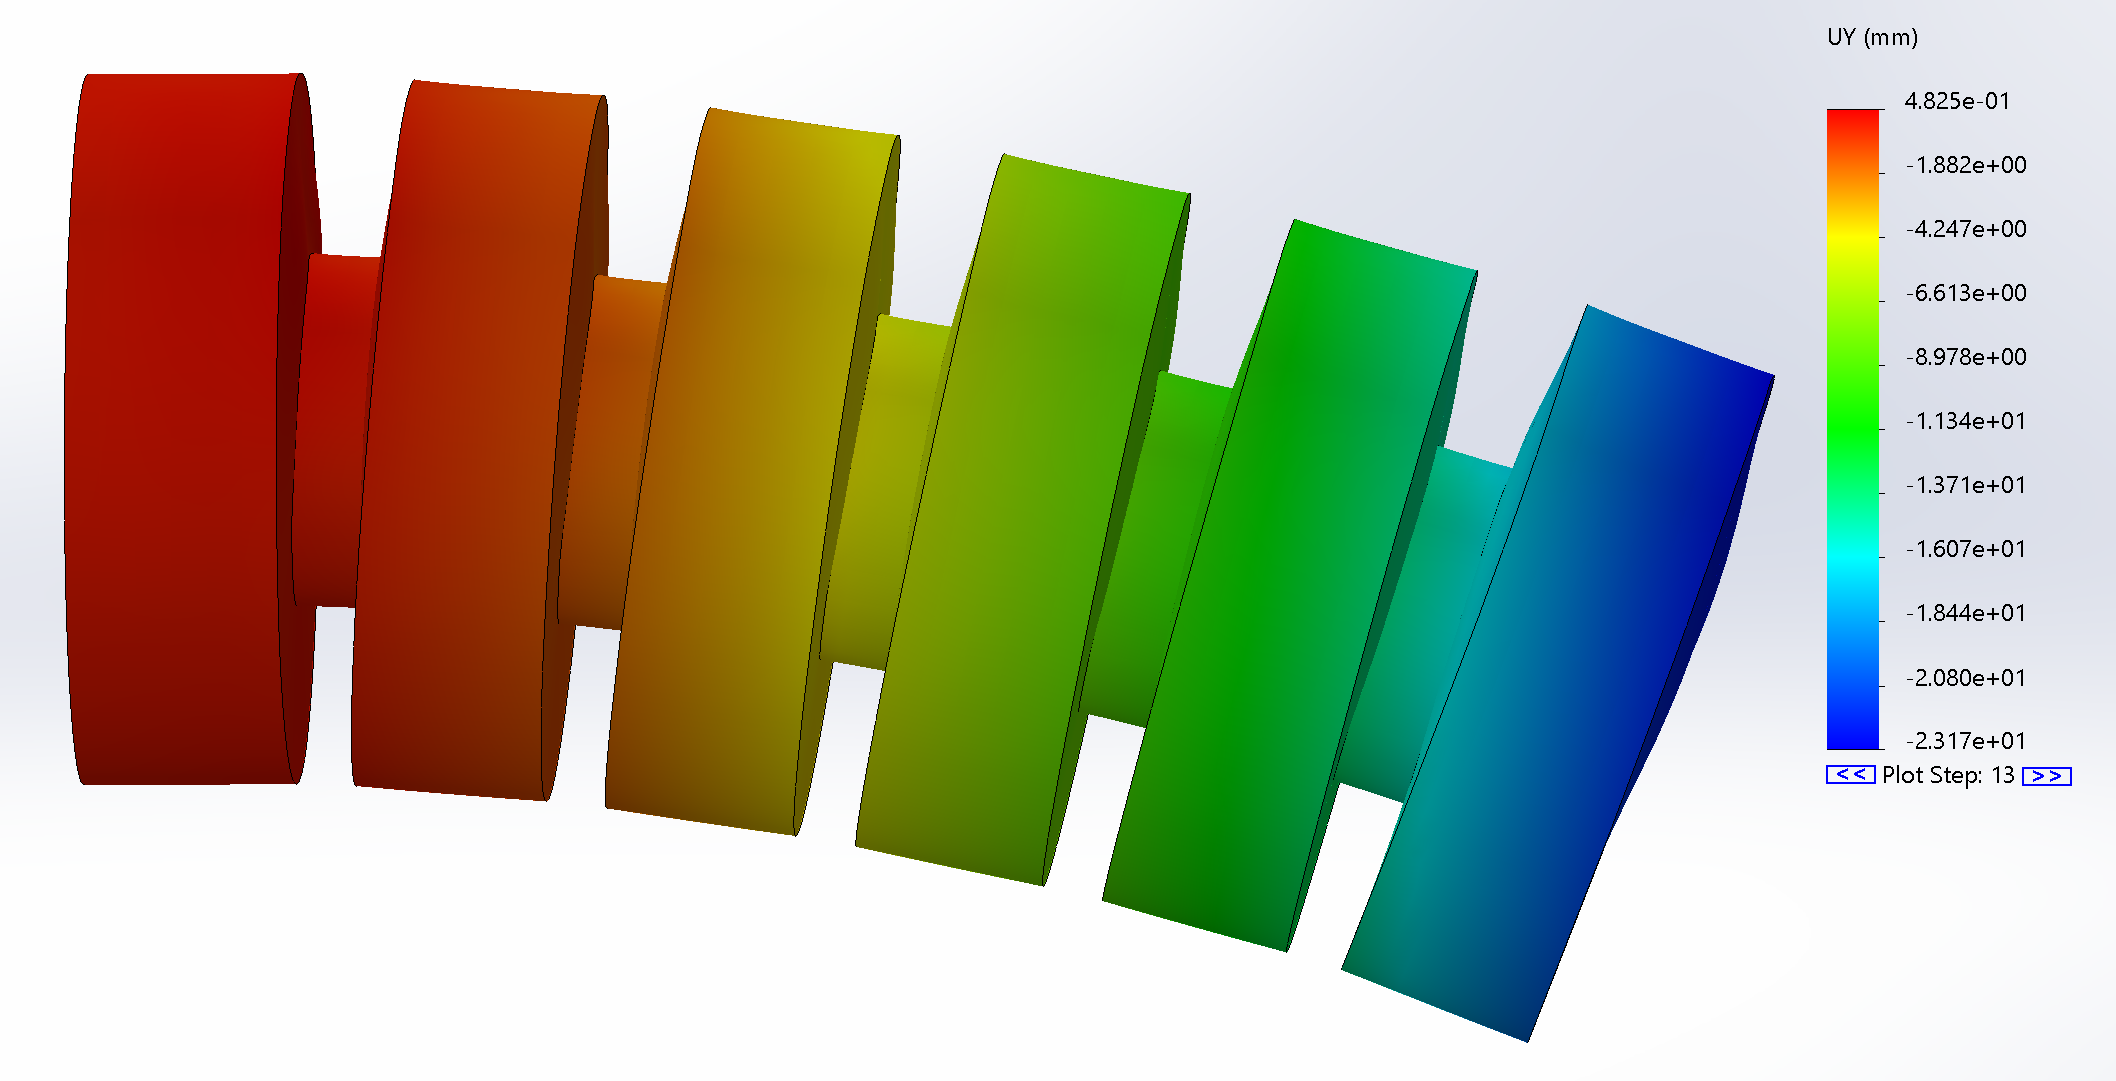 UY (mm)
4.825e-01
-1.882e+00
-4.247e+00
-6.613e+00
-8.978e+00
-1.134e+01
-1.371e+01
-1.607e+01
-1.844e+01
-2.080e+01
-2.317e+01
<< Plot Step: 13 >>